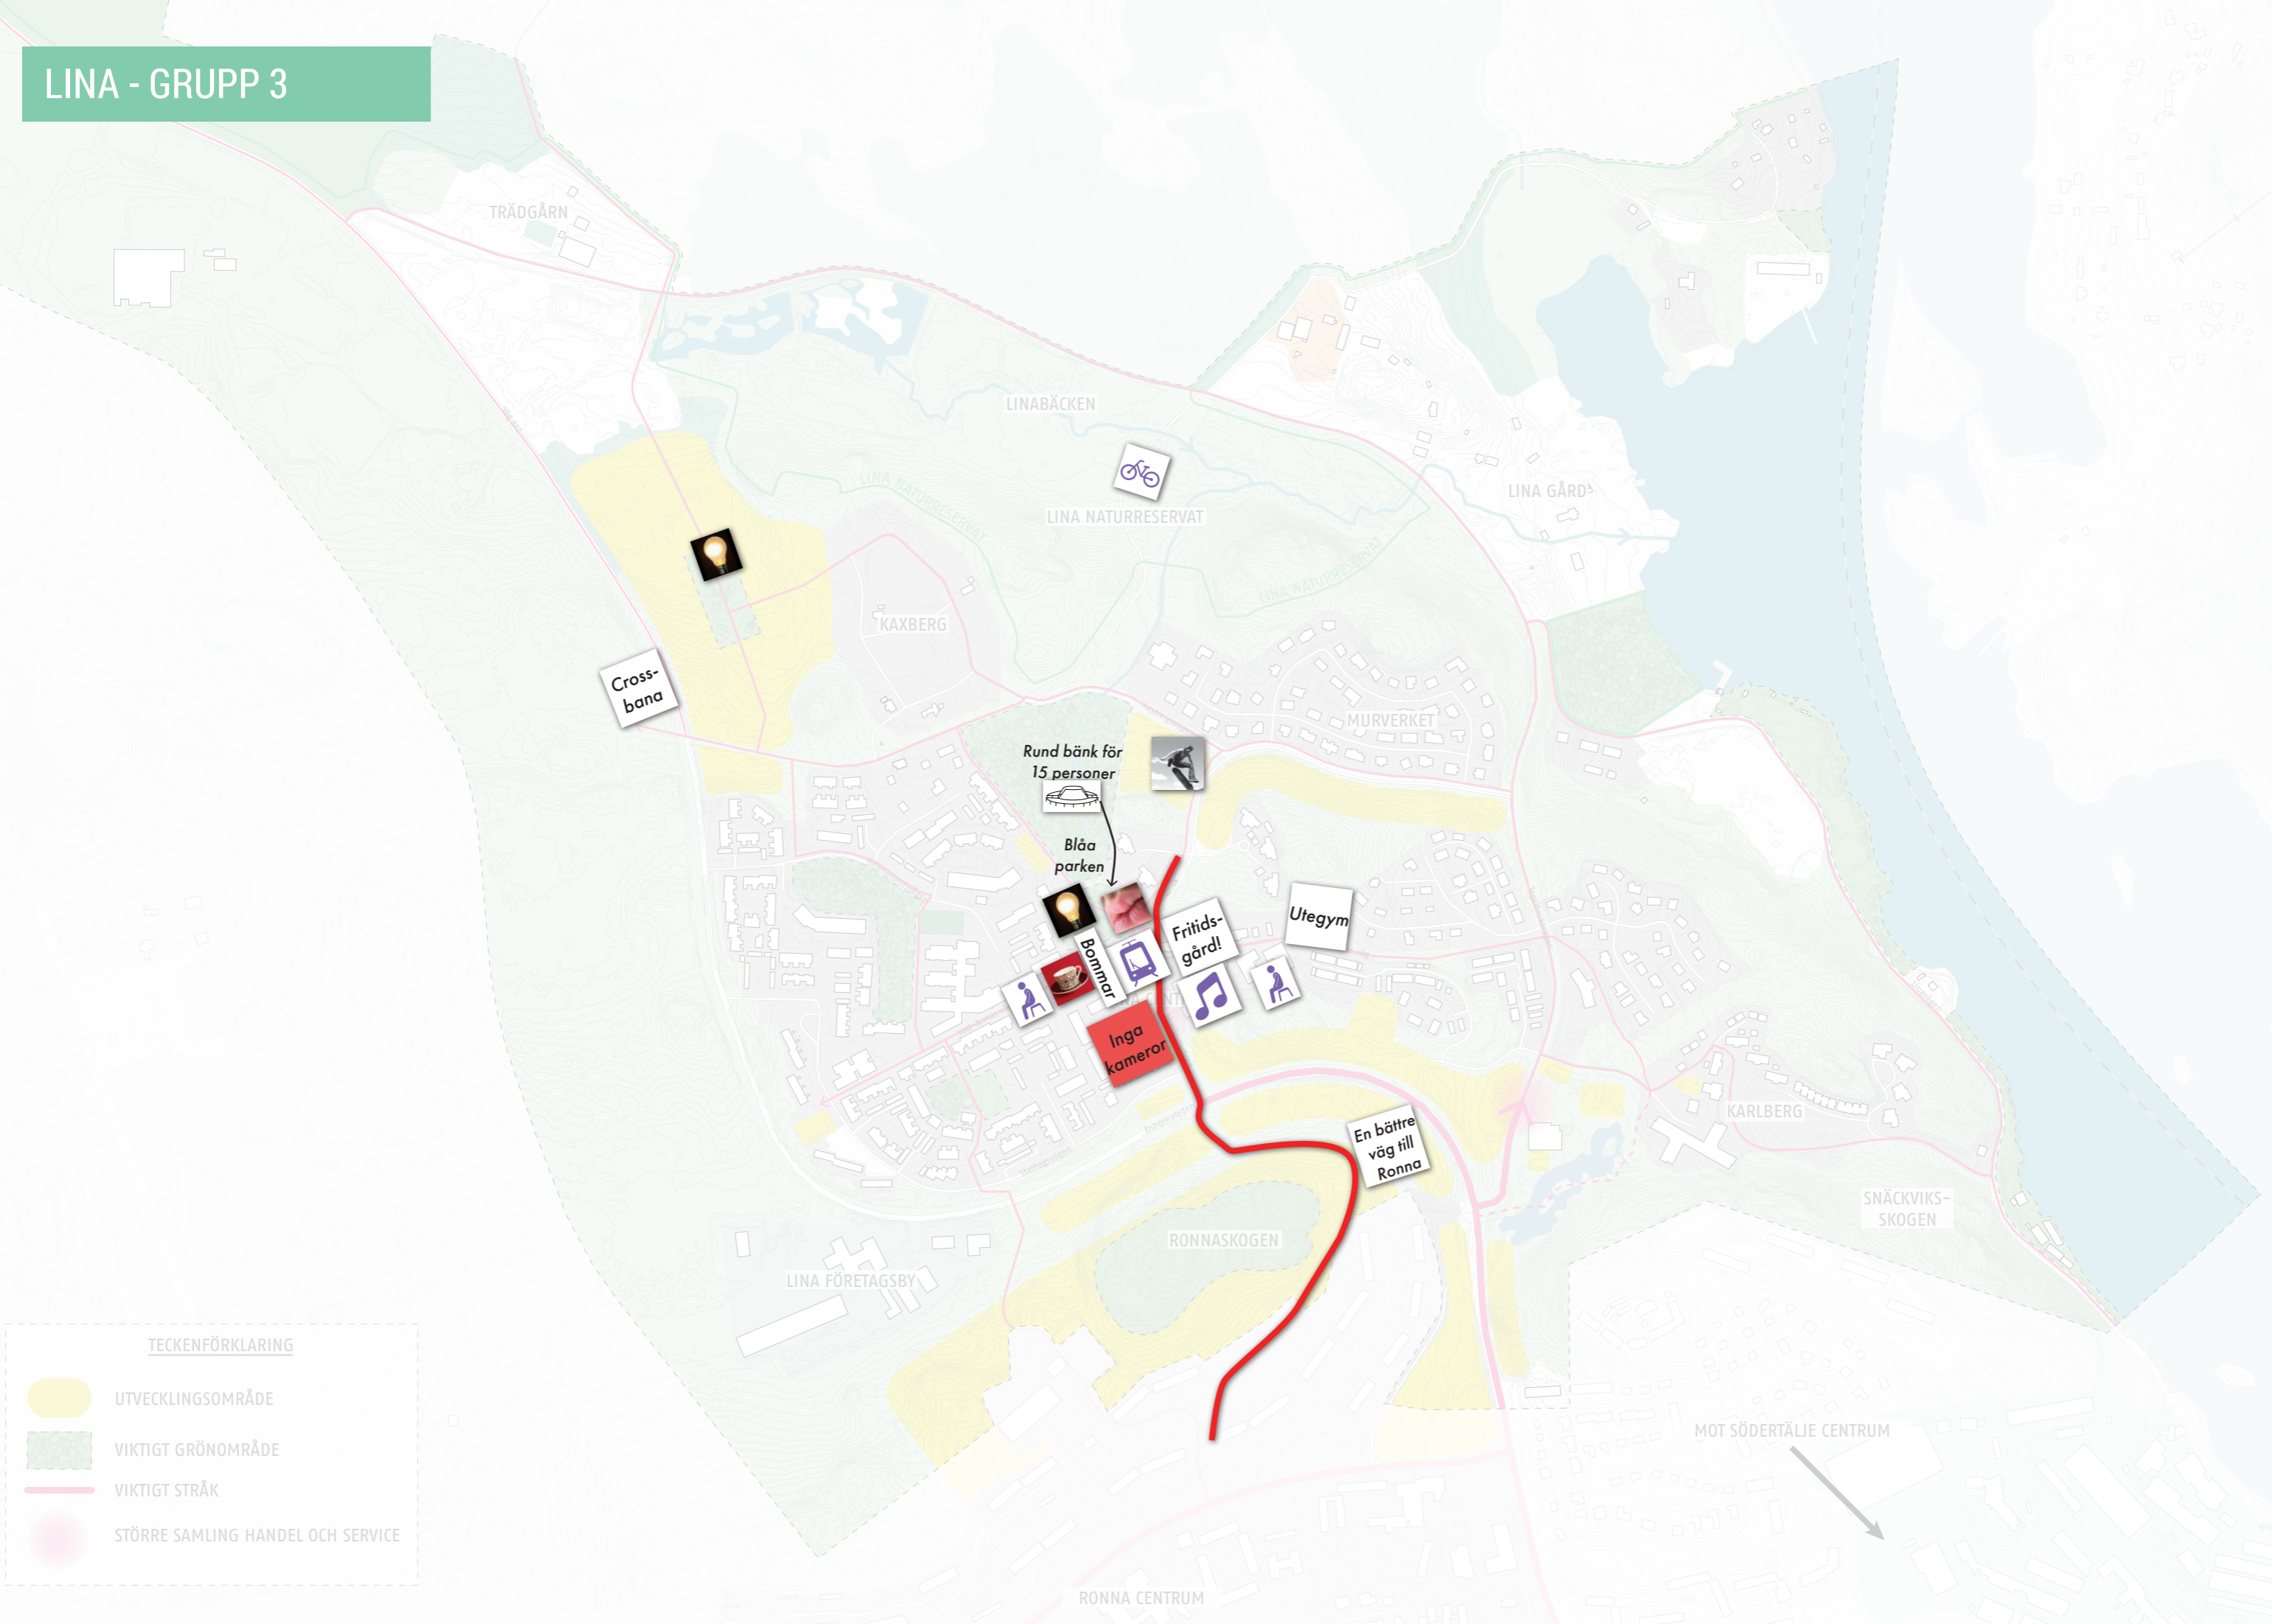 LINA - GRUPP 3
TRÄDGÅRN
LINABÄCKEN
LINA NATURRESERVAT
LINA NATURRESERVAT
LINA GÅRD
LINA NATURRESERVAT
KAXBERG
Cross-
bana
MURVERKET
Rund bänk för
15 personer
Blåa
parken
Fritids-
gård!
Utegym
Bommar
Inga
kameror
En bättre
väg till
Ronna
KARLBERG
SNÄCKVIKS-
SKOGEN
RONNASKOGEN
LINA FÖRETAGSBY
TECKENFÖRKLARING
UTVECKLINGSOMRÅDE
VIKTIGT GRÖNOMRÅDE
VIKTIGT STRÅK
STÖRRE SAMLING HANDEL OCH SERVICE
MOT SÖDERTÄLJE CENTRUM
RONNA CENTRUM